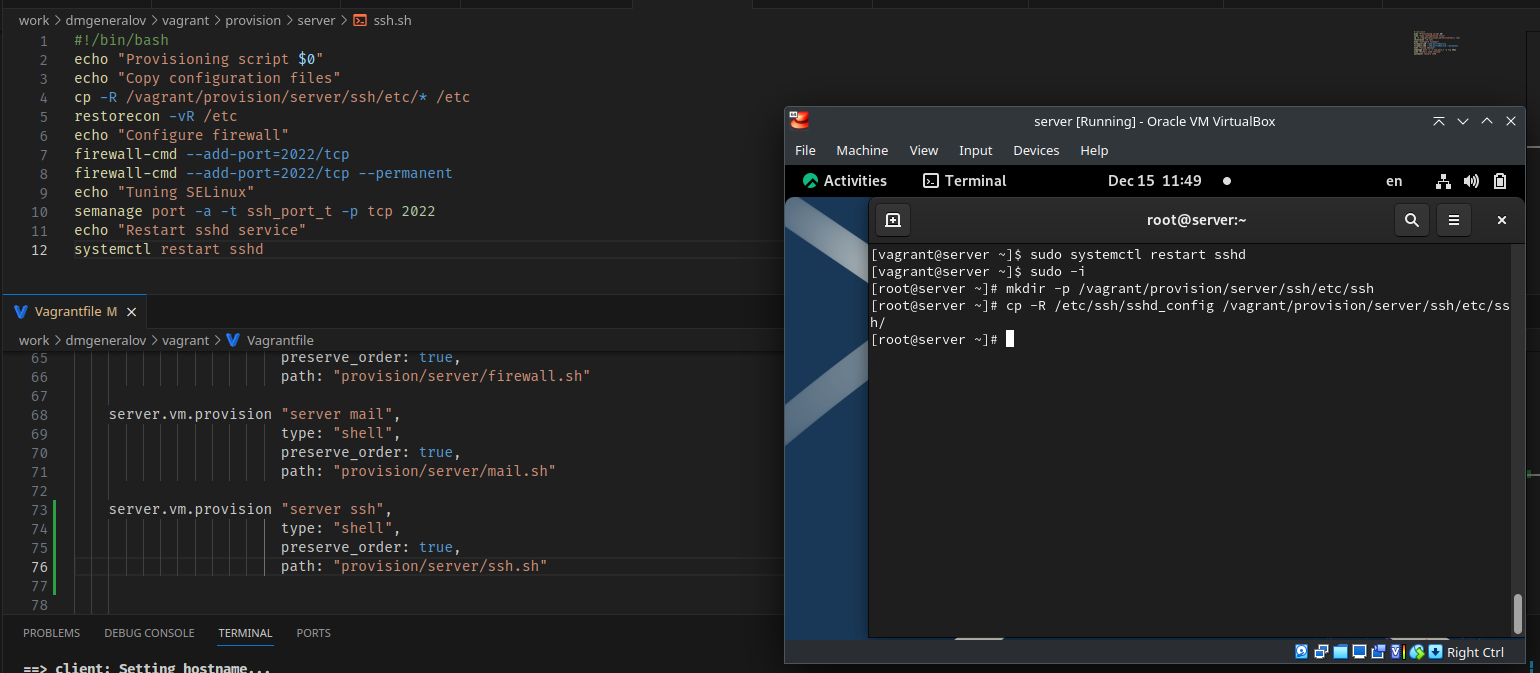 work > dmgeneralov > vagrant > provision > server > ssh.sh
1 #!/bin/bash
2 echo "Provisioning script $0"
3 echo "Copy configuration files"
4 cp -R /vagrant/provision/server/ssh/etc/* /etc
5 restorecon -vR /etc
6 echo "Configure firewall"
7 firewall-cmd --add-port=2022/tcp
8 firewall-cmd --add-port=2022/tcp --permanent
9 echo "Tuning SELinux"
10 semanage port -a -t ssh_port_t -p tcp 2022
11 echo "Restart sshd service"
12 systemctl restart sshd
Vagrantfile M
work > dmgeneralov > vagrant > Vagrantfile
65 preserve_order: true,
66 path: "provision/server/firewall.sh"
67
68 server.vm.provision "server mail",
69 type: "shell",
70 preserve_order: true,
71 path: "provision/server/mail.sh"
72
73 server.vm.provision "server ssh",
74 type: "shell",
75 preserve_order: true,
76 path: "provision/server/ssh.sh"
77
78
PROBLEMS DEBUG CONSOLE TERMINAL PORTS
==> client: Setting hostname...
server [Running] - Oracle VM VirtualBox
File Machine View Input Devices Help
Activities Terminal Dec 15 11:49 en
root@server:~
[vagrant@server ~]$ sudo systemctl restart sshd
[vagrant@server ~]$ sudo -i
[root@server ~]# mkdir -p /vagrant/provision/server/ssh/etc/ssh
[root@server ~]# cp -R /etc/ssh/sshd_config /vagrant/provision/server/ssh/etc/ss
h/
[root@server ~]#
Right Ctrl